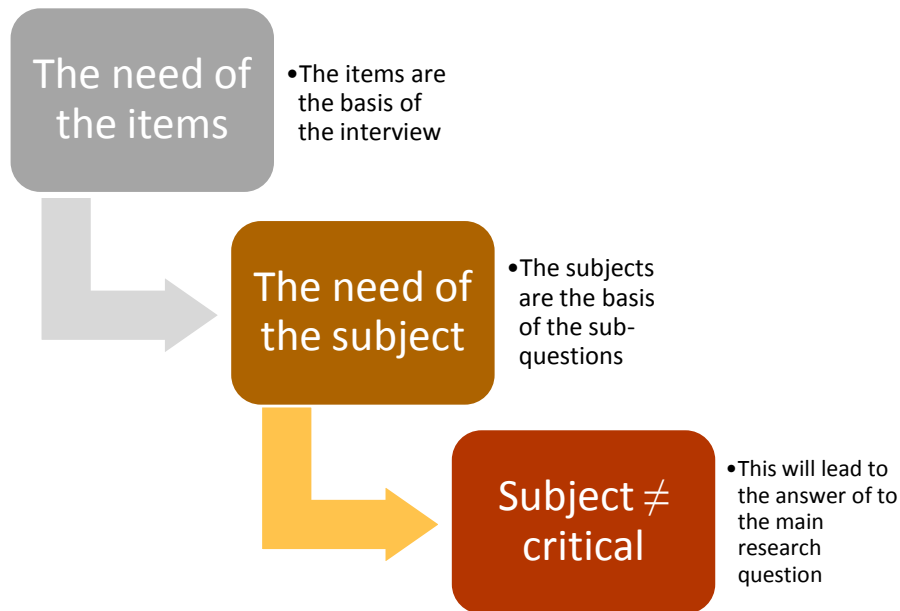 The need of
the items
•The items are
the basis of
the interview
The need of
the subject
•The subjects
are the basis
of the sub-
questions
Subject ≠
critical
•This will lead to
the answer of to
the main
research
question